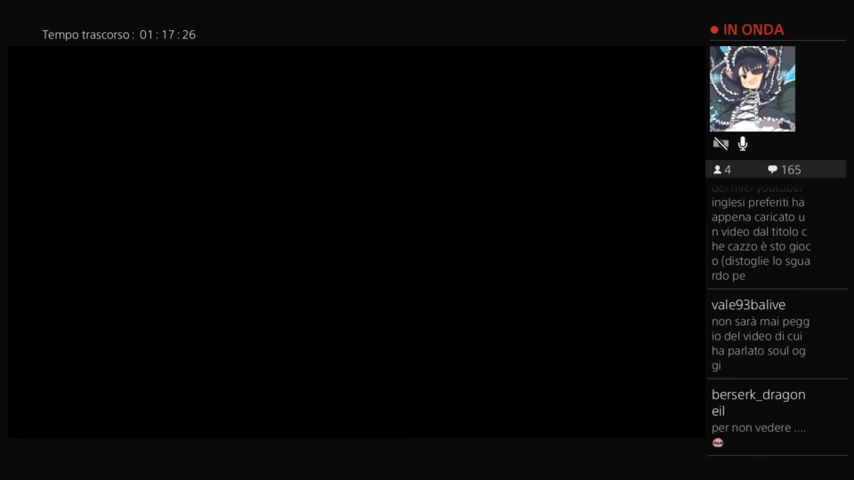 Tempo trascorso: 01:17:26
IN ONDA
4 165
dei miei youtuber
inglesi preferiti ha
appena caricato u
n video dal titolo c
he cazzo è sto gioc
o (distoglie lo sgua
rdo pe
vale93balive
non sarà mai pegg
io del video di cui
ha parlato soul og
gi
berserk_dragon
eil
per non vedere ....